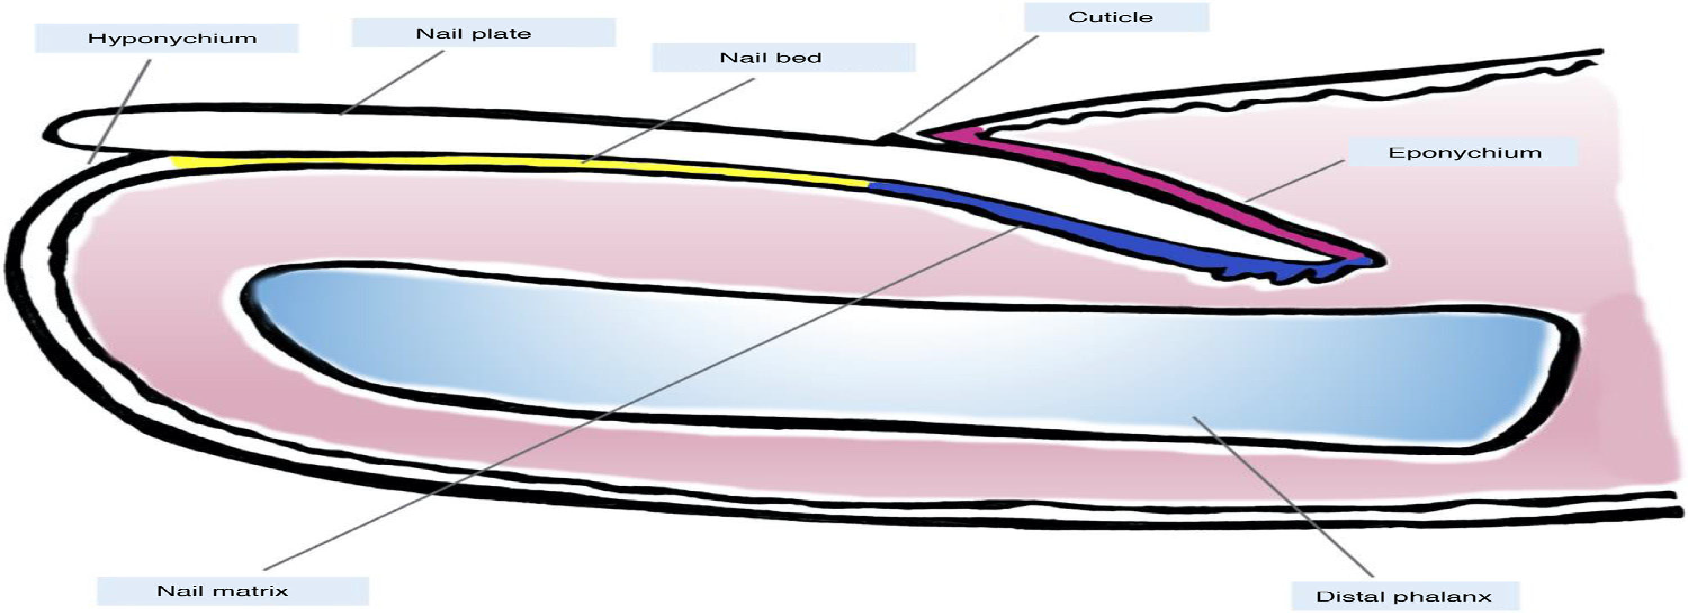 Cuticle
Nail plate
Hyponychium
Nail bed
Eponychium
Nail matrix
Distal phalanx